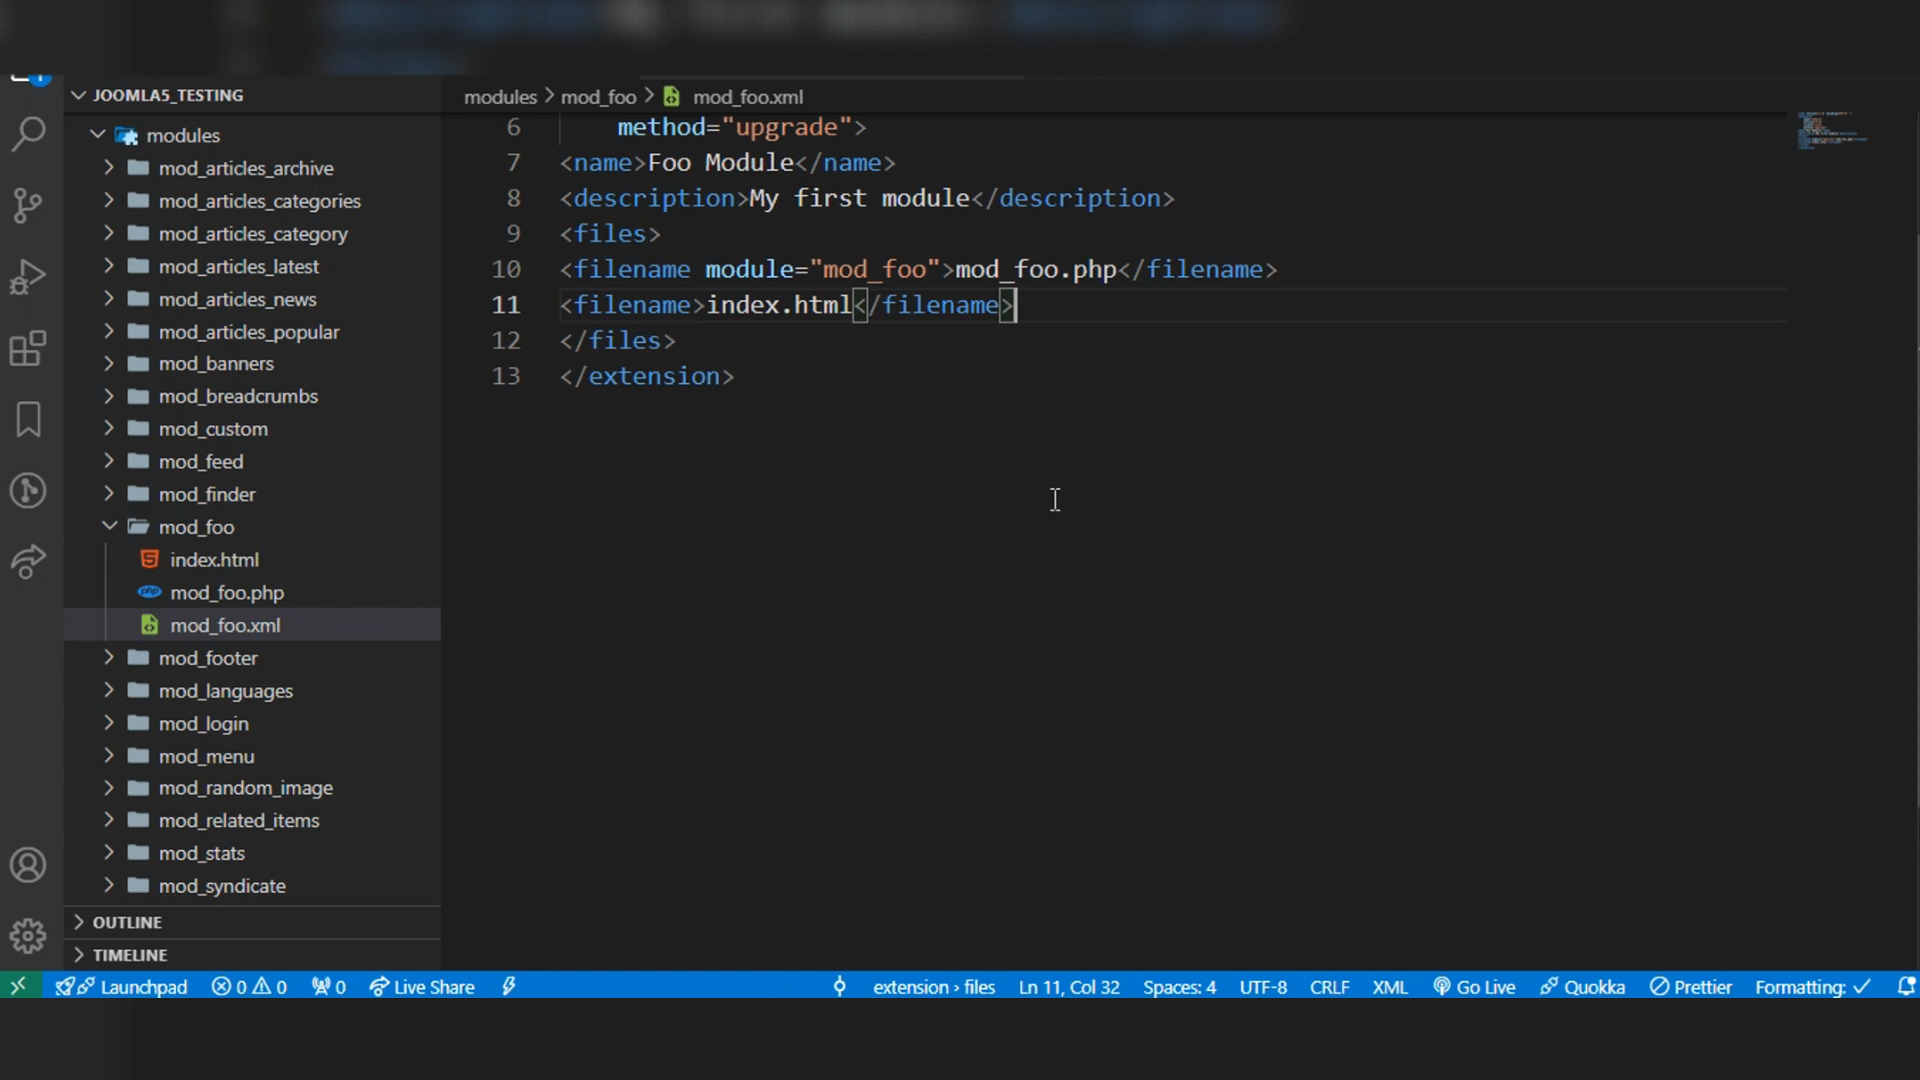 JOOMLA5_TESTING
modules
mod_articles_archive
mod_articles_categories
mod_articles_category
mod_articles_latest
mod_articles_news
mod_articles_popular
mod_banners
mod_breadcrumbs
mod_custom
mod_feed
mod_finder
mod_foo
index.html
mod_foo.php
mod_foo.xml
mod_footer
mod_languages
mod_login
mod_menu
mod_random_image
mod_related_items
mod_stats
mod_syndicate
OUTLINE
TIMELINE
modules > mod_foo > mod_foo.xml
6 method="upgrade">
7 <name>Foo Module</name>
8 <description>My first module</description>
9 <files>
10 <filename module="mod_foo">mod_foo.php</filename>
11 <filename>index.html</filename>
12 </files>
13 </extension>
Launchpad 0 0 0 Live Share extension › files Ln 11, Col 32 Spaces: 4 UTF-8 CRLF XML Go Live Quokka Prettier Formatting: ✓